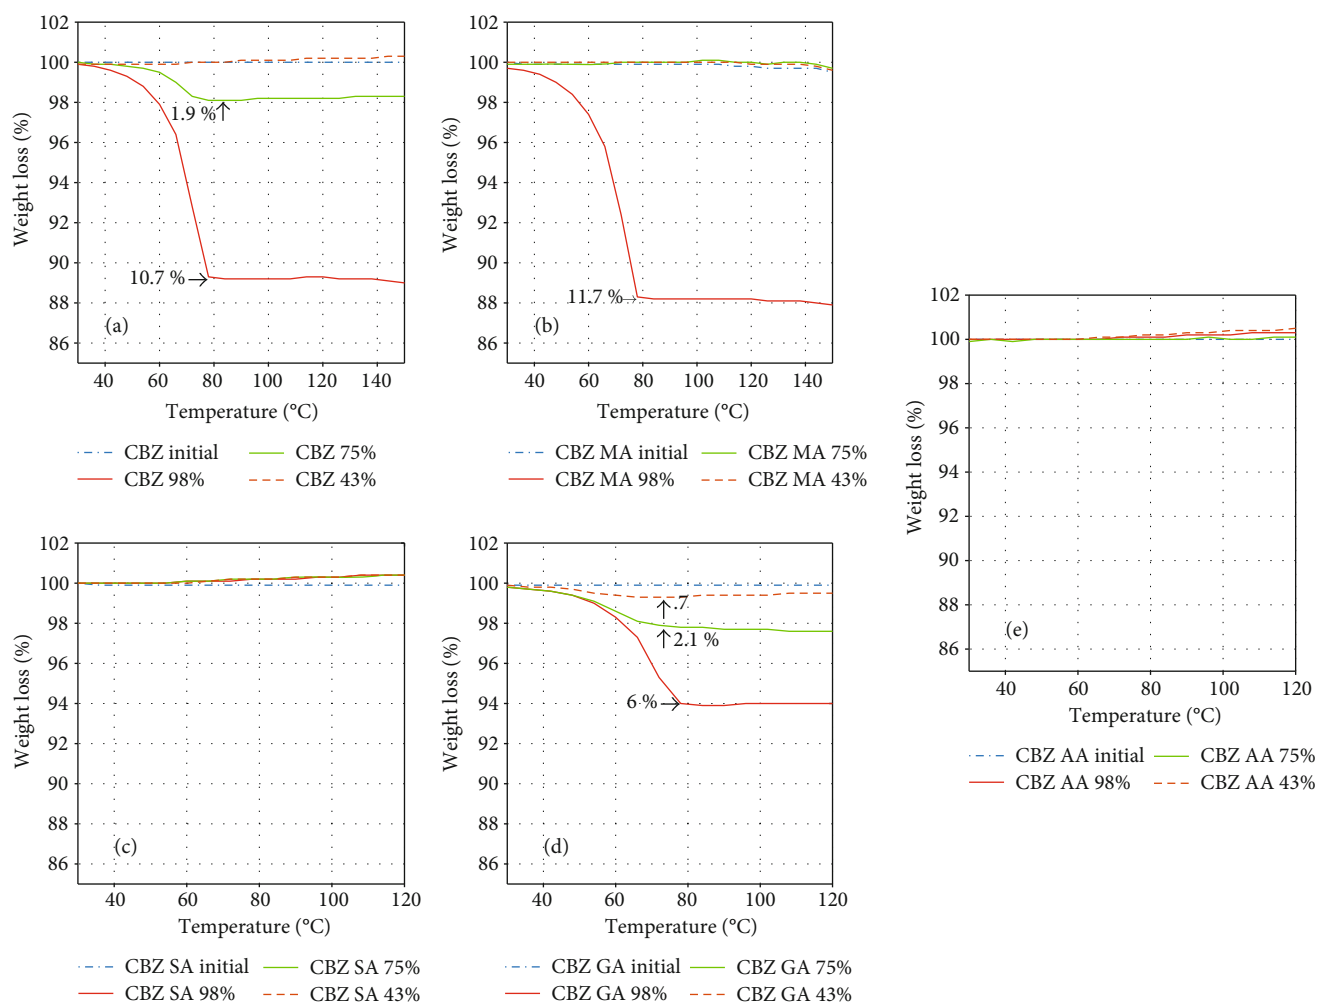 102
100
98
96
94
92
90
88
86
Weight loss (%)
1.9 %
10.7 %
(a)
40 60 80 100 120 140
Temperature (°C)
CBZ initial CBZ 75%
CBZ 98% CBZ 43%
102
100
98
96
94
92
90
88
86
Weight loss (%)
11.7 %
(b)
40 60 80 100 120 140
Temperature (°C)
CBZ MA initial CBZ MA 75%
CBZ MA 98% CBZ MA 43%
102
100
98
96
94
92
90
88
86
Weight loss (%)
(c)
40 60 80 100 120
Temperature (°C)
CBZ SA initial CBZ SA 75%
CBZ SA 98% CBZ SA 43%
102
100
98
96
94
92
90
88
86
Weight loss (%)
.7
2.1 %
6 %
(d)
40 60 80 100 120
Temperature (°C)
CBZ GA initial CBZ GA 75%
CBZ GA 98% CBZ GA 43%
102
100
98
96
94
92
90
88
86
Weight loss (%)
(e)
40 60 80 100 120
Temperature (°C)
CBZ AA initial CBZ AA 75%
CBZ AA 98% CBZ AA 43%